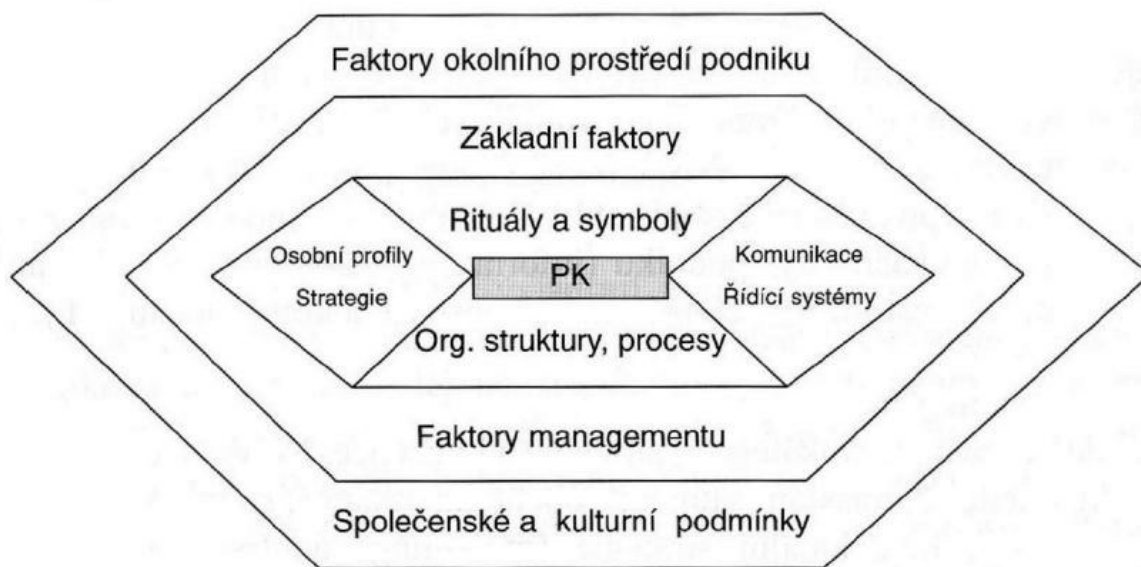 Faktory okolního prostředí podniku
Základní faktory
Rituály a symboly
Osobní profily
Strategie
PK
Komunikace
Řídící systémy
Org. struktury, procesy
Faktory managementu
Společenské a kulturní podmínky